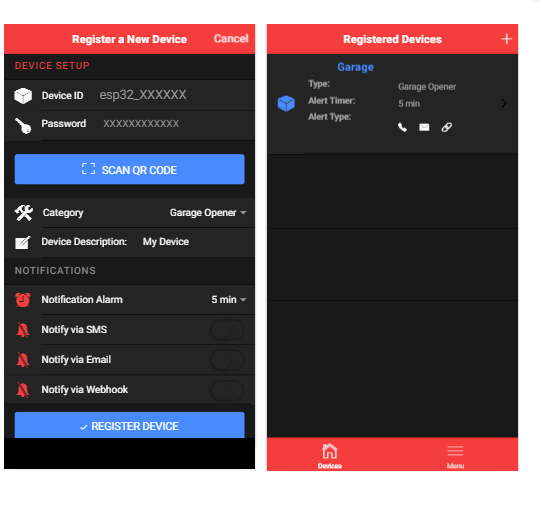 Register a New Device Cancel
DEVICE SETUP
Device ID esp32_XXXXXX
Password XXXXXXXXXXXX
SCAN QR CODE
Category Garage Opener
Device Description: My Device
NOTIFICATIONS
Notification Alarm 5 min
Notify via SMS
Notify via Email
Notify via Webhook
REGISTER DEVICE
Registered Devices +
Garage
Type: Garage Opener
Alert Timer: 5 min
Alert Type:
Devices Menu